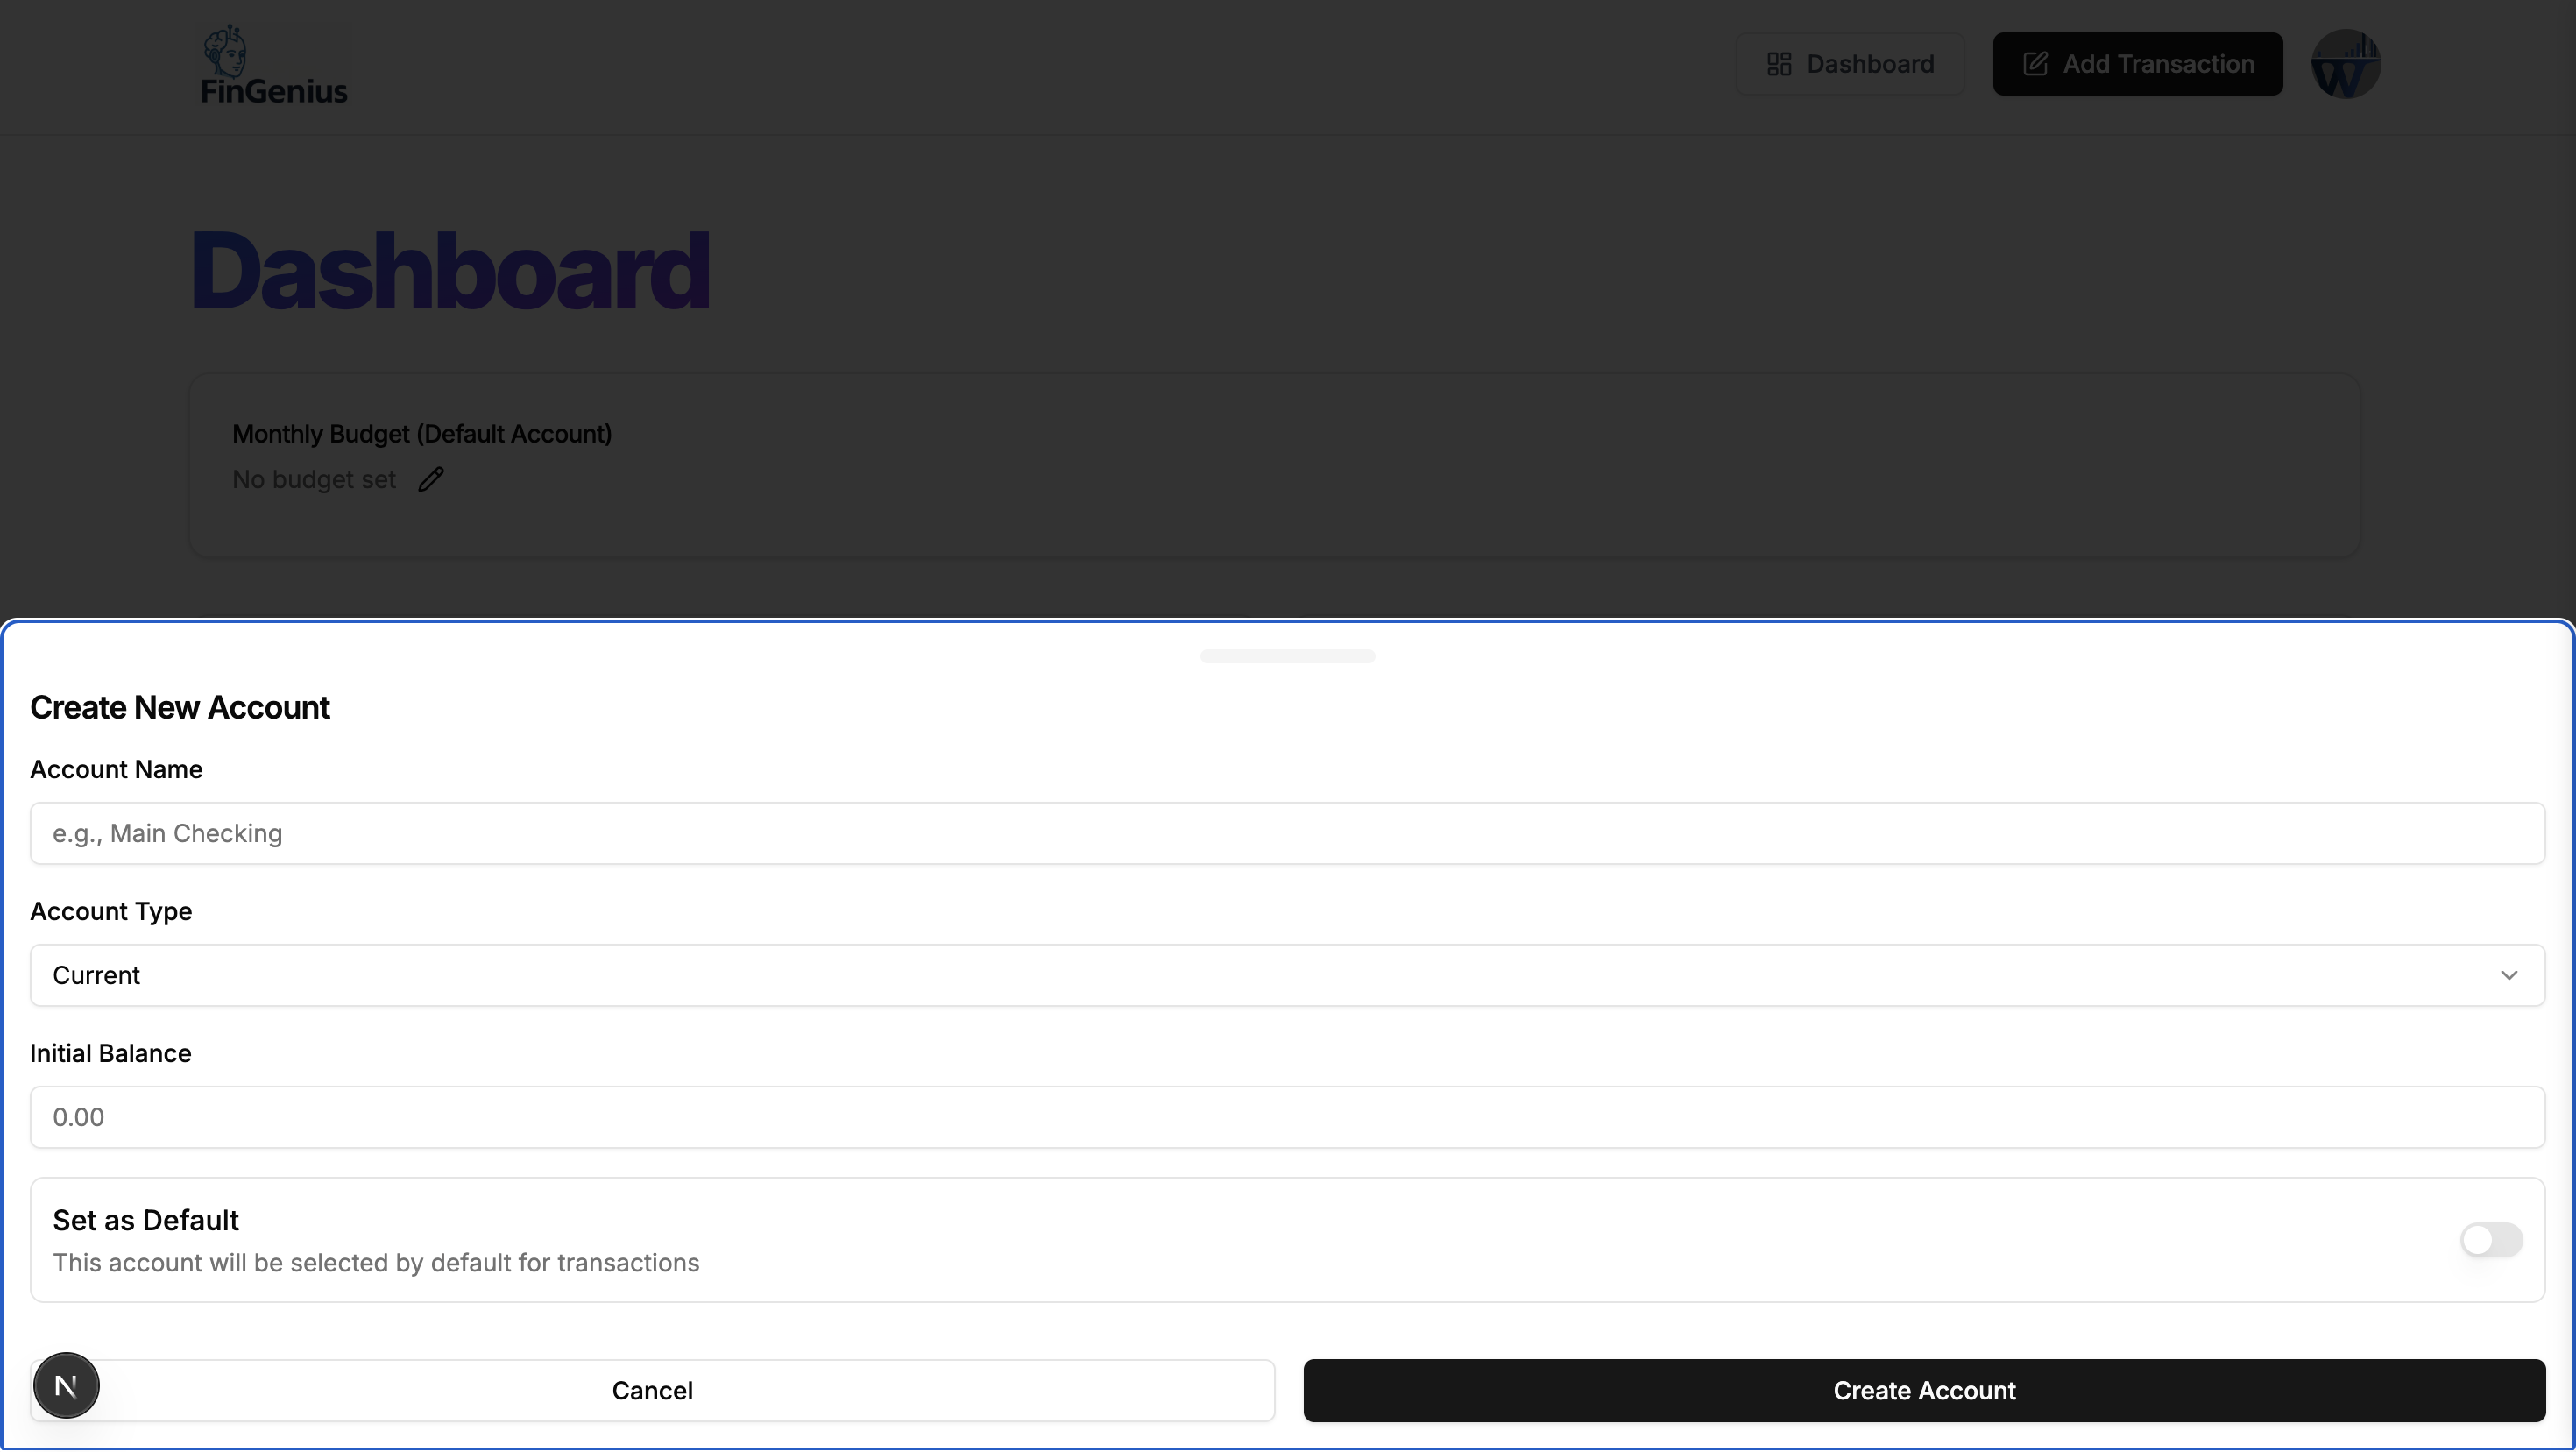 FinGenius
Dashboard
Add Transaction
W
Dashboard
Monthly Budget (Default Account)
No budget set
Create New Account
Account Name
e.g., Main Checking
Account Type
Current
Initial Balance
0.00
Set as Default
This account will be selected by default for transactions
N
Cancel
Create Account